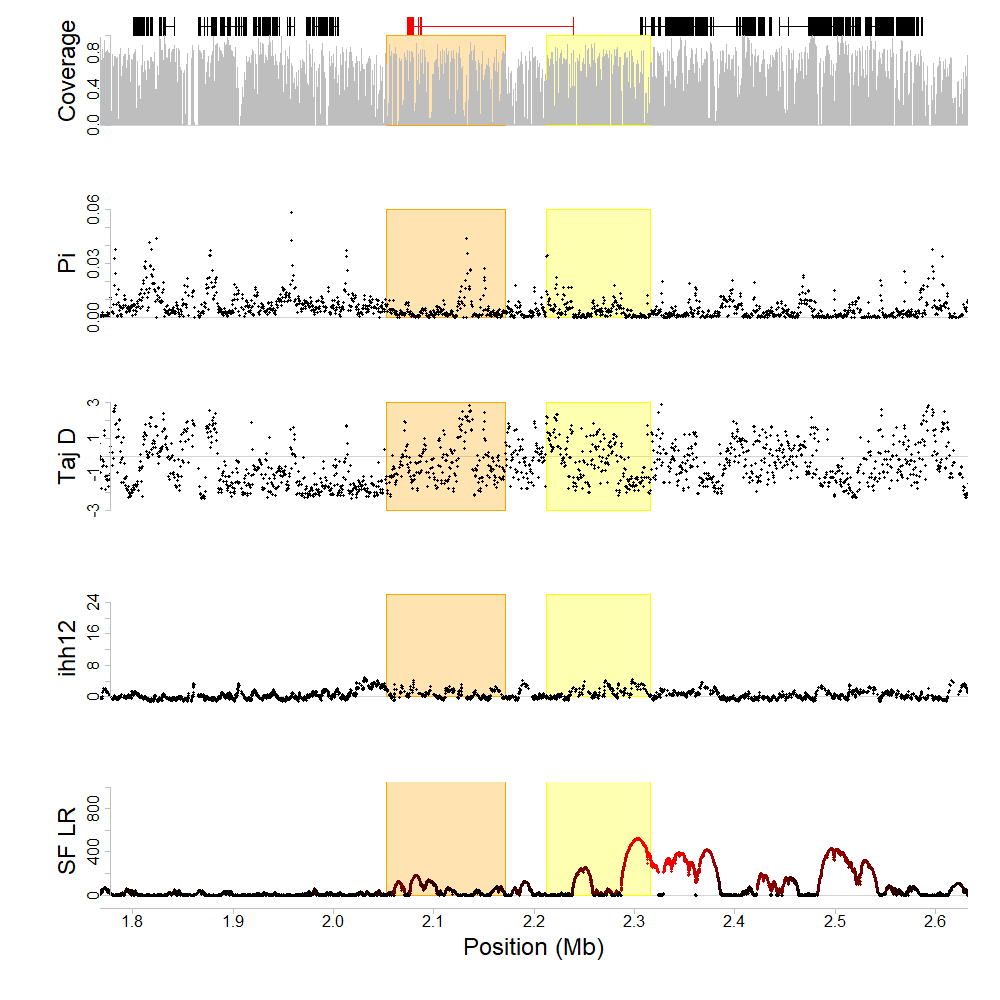 Coverage
0.0 0.4 0.8
Pi
0.00 0.03 0.06
Taj D
-3 -1 1 3
ihh12
0 8 16 24
SF LR
0 400 800
1.8 1.9 2.0 2.1 2.2 2.3 2.4 2.5 2.6
Position (Mb)